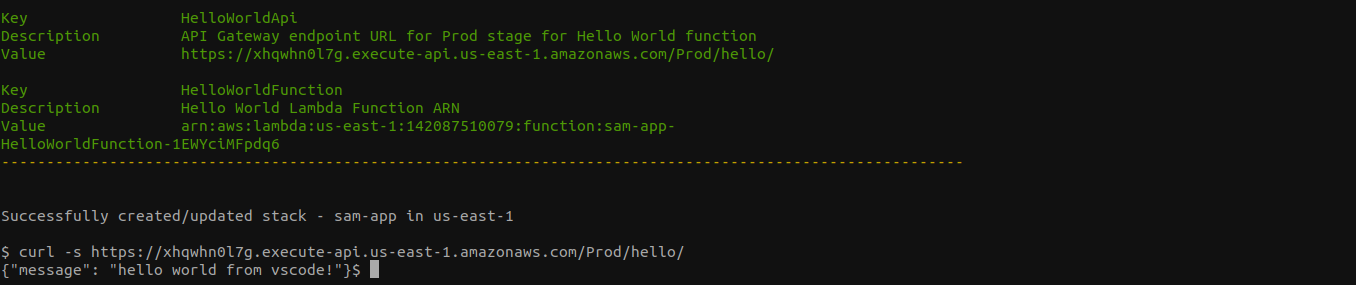 Key HelloWorldApi
Description API Gateway endpoint URL for Prod stage for Hello World function
Value https://xhqwhn0l7g.execute-api.us-east-1.amazonaws.com/Prod/hello/
Key HelloWorldFunction
Description Hello World Lambda Function ARN
Value arn:aws:lambda:us-east-1:142087510079:function:sam-app-
HelloWorldFunction-1EWYciMFpdq6
-----------------------------------------------------------------------------------------------------------
Successfully created/updated stack - sam-app in us-east-1
$ curl -s https://xhqwhn0l7g.execute-api.us-east-1.amazonaws.com/Prod/hello/
{"message": "hello world from vscode!"}$